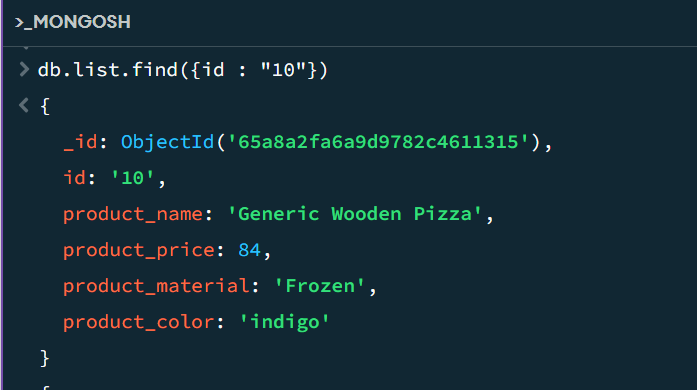 >_MONGOSH
> db.list.find({id : "10"})
< {
_id: ObjectId('65a8a2fa6a9d9782c4611315'),
id: '10',
product_name: 'Generic Wooden Pizza',
product_price: 84,
product_material: 'Frozen',
product_color: 'indigo'
}